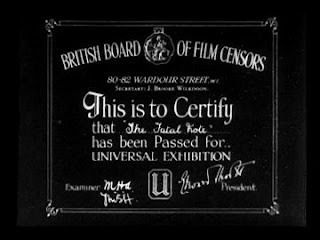 BRITISH BOARD OF FILM CENSORS
80-82 WARDOUR STREET, W.1
SECRETARY: J. BROOKE WILKINSON.
This is to Certify
that "The Fatal Note"
has been Passed for..
UNIVERSAL EXHIBITION
Examiner
U
President.